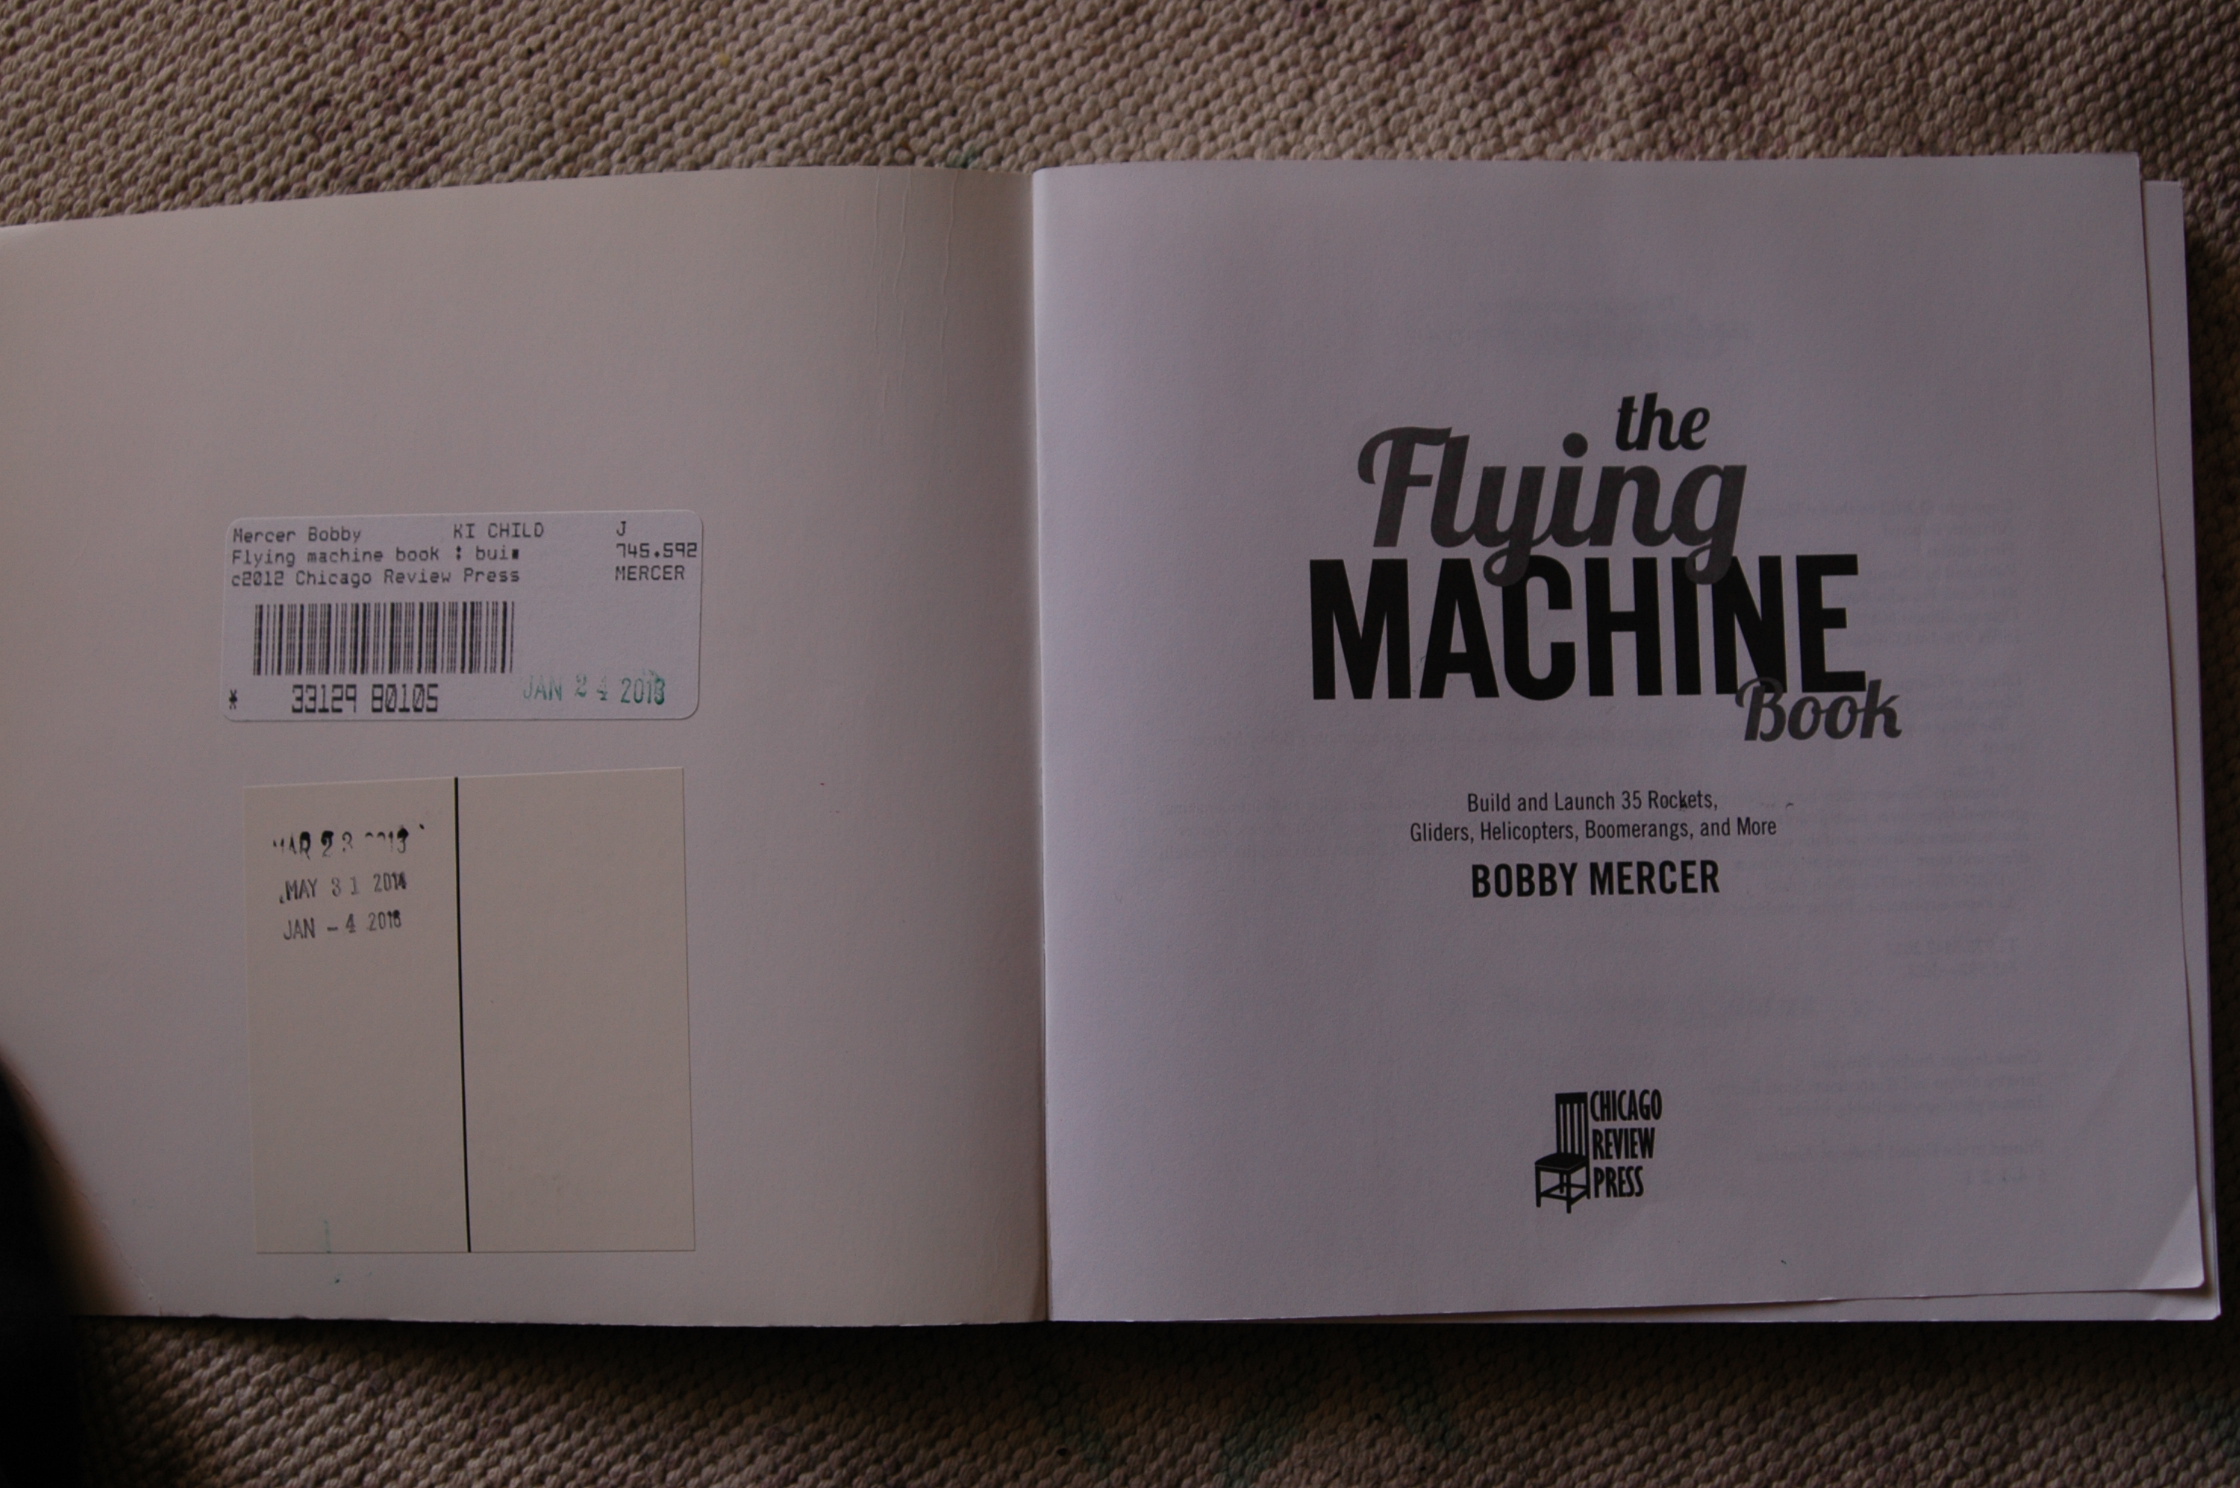 Mercer Bobby KI CHILD J
Flying machine book : bui 745.592
c2012 Chicago Review Press MERCER
33129 80105
JAN 24 2013
MAR 23
MAY 31 2014
JAN - 4 2016
the
Flying
MACHINE
Book
Build and Launch 35 Rockets,
Gliders, Helicopters, Boomerangs, and More
BOBBY MERCER
CHICAGO
REVIEW
PRESS